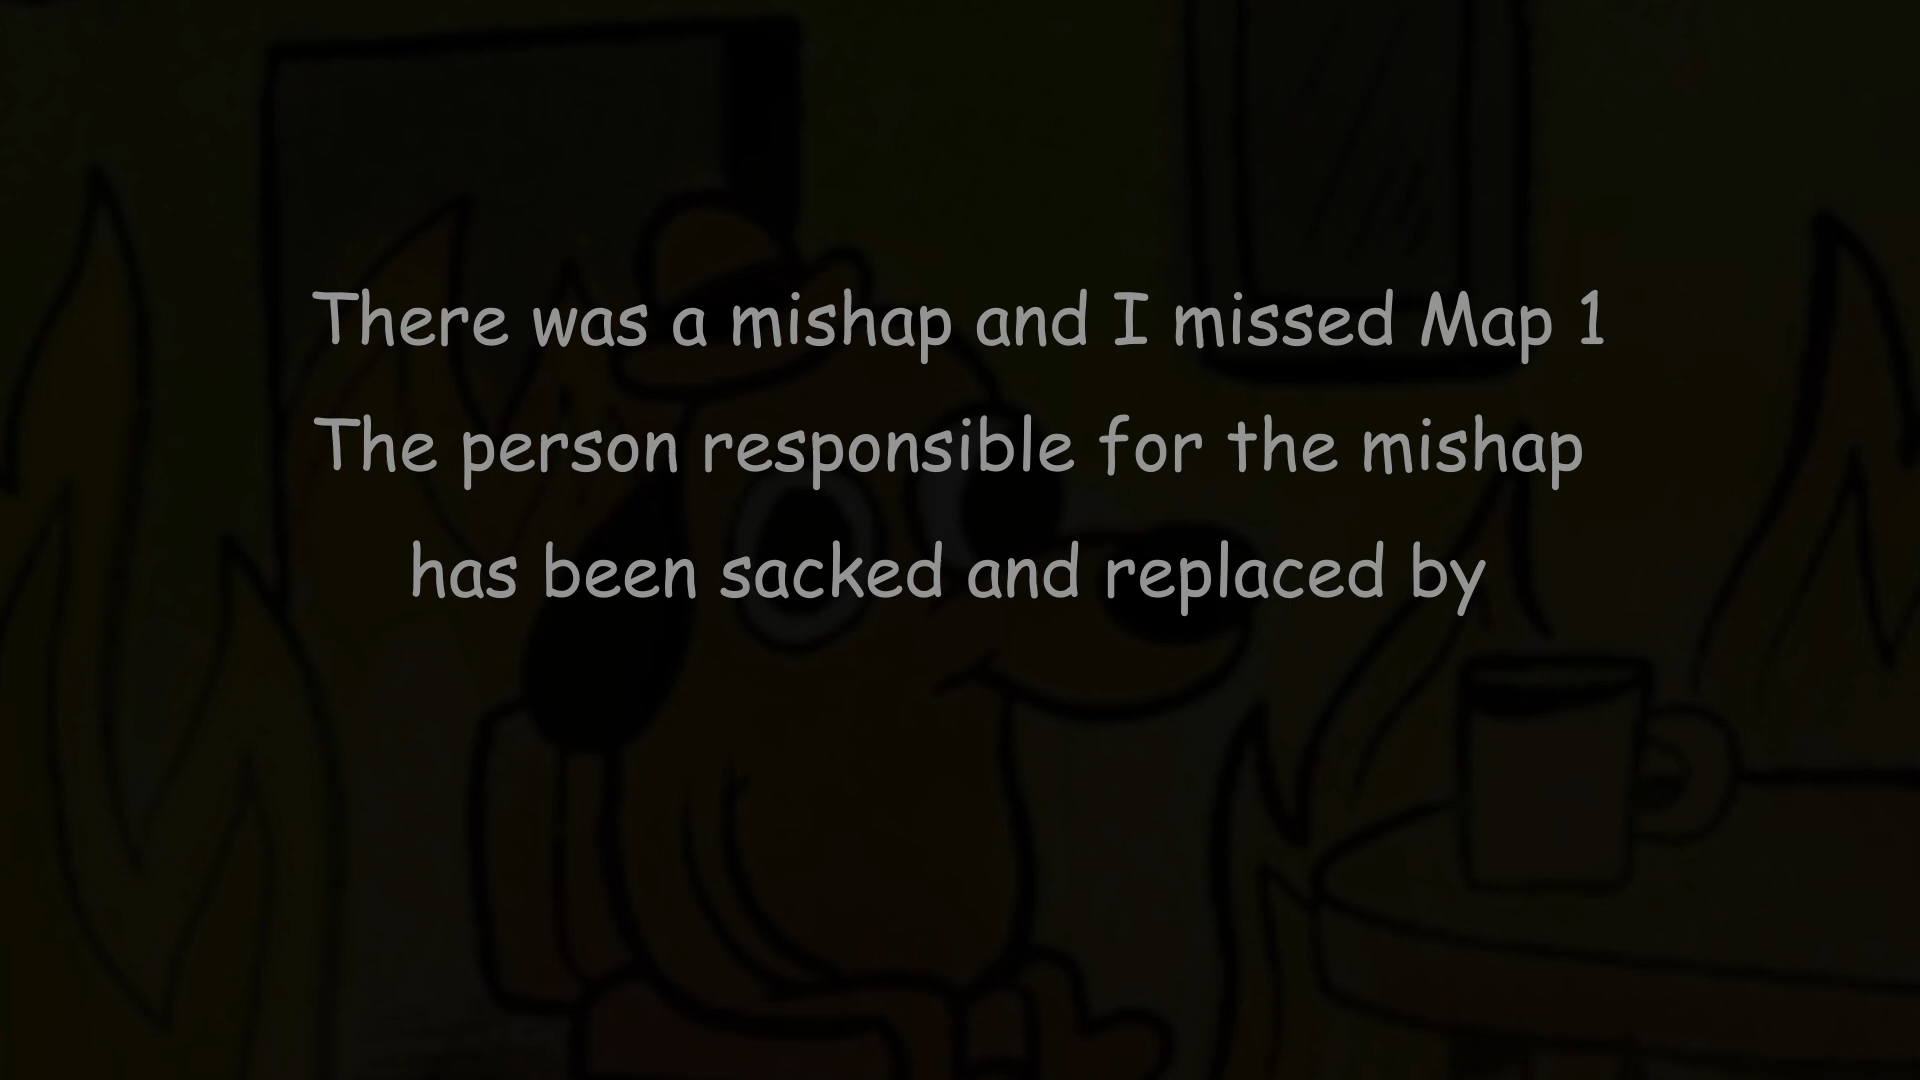 There was a mishap and I missed Map 1
The person responsible for the mishap
has been sacked and replaced by